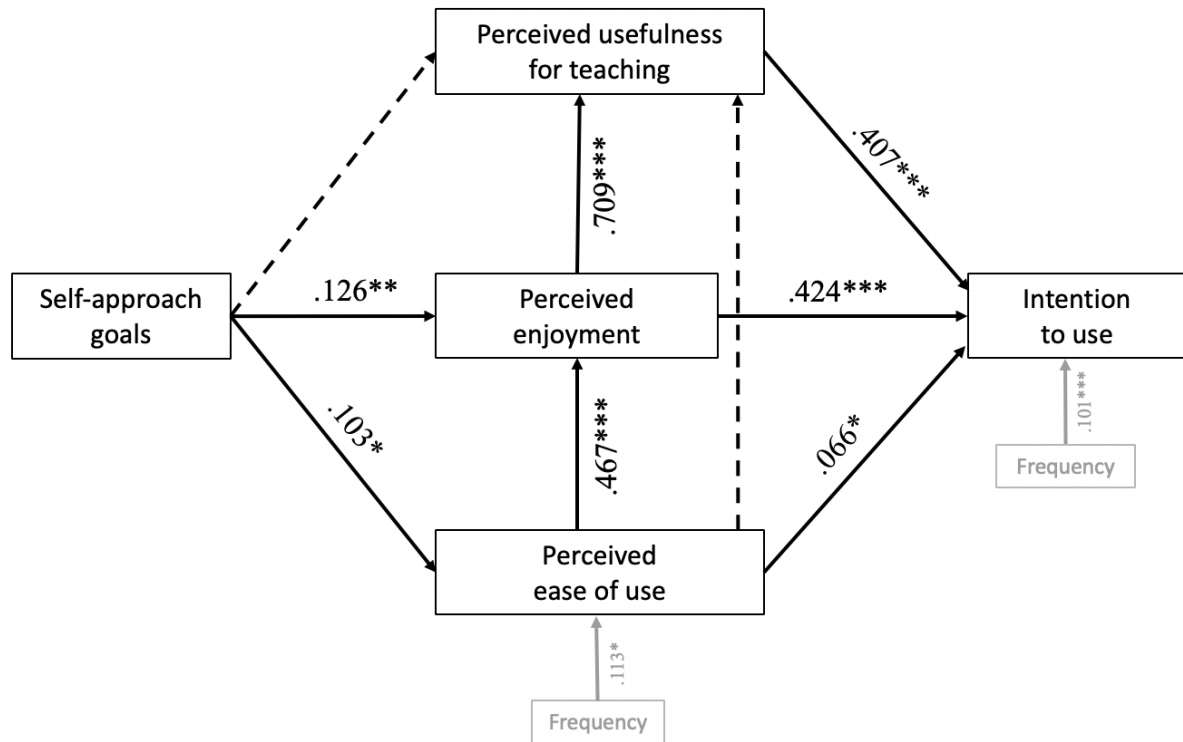 Perceived usefulness
for teaching
.407***
.709***
Self-approach
goals
.126**
Perceived
enjoyment
.424***
Intention
to use
.103*
.467***
.066*
.101***
Frequency
Perceived
ease of use
.113*
Frequency